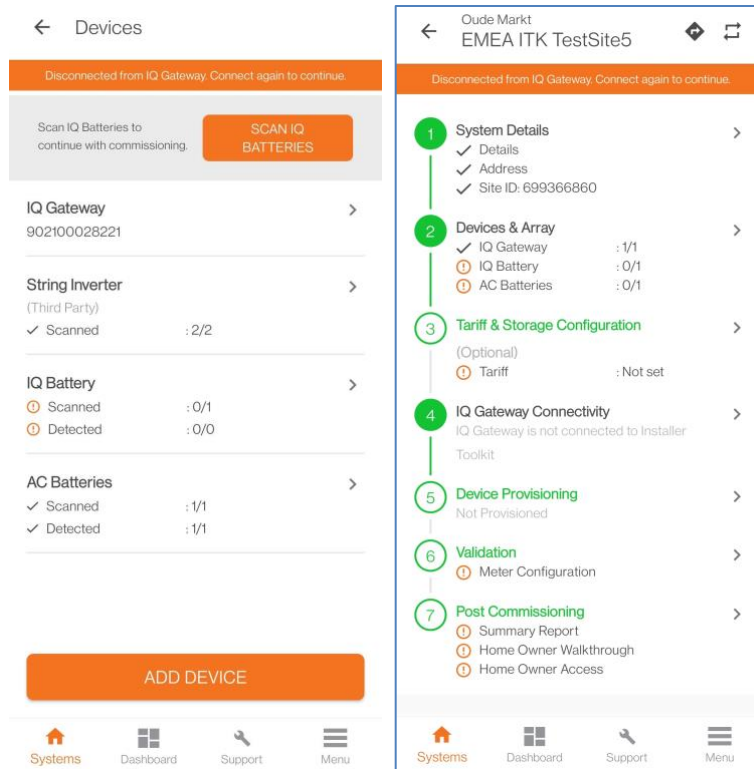 Devices
Disconnected from IQ Gateway. Connect again to continue.
Scan IQ Batteries to
continue with commissioning.
SCAN IQ
BATTERIES
IQ Gateway
902100028221
String Inverter
(Third Party)
Scanned : 2/2
IQ Battery
Scanned : 0/1
Detected : 0/0
AC Batteries
Scanned : 1/1
Detected : 1/1
ADD DEVICE
Systems Dashboard Support Menu
Oude Markt
EMEA ITK TestSite5
Disconnected from IQ Gateway. Connect again to continue.
1 System Details
Details
Address
Site ID: 699366860
2 Devices & Array
IQ Gateway : 1/1
IQ Battery : 0/1
AC Batteries : 0/1
3 Tariff & Storage Configuration
(Optional)
Tariff : Not set
4 IQ Gateway Connectivity
IQ Gateway is not connected to Installer
Toolkit
5 Device Provisioning
Not Provisioned
6 Validation
Meter Configuration
7 Post Commissioning
Summary Report
Home Owner Walkthrough
Home Owner Access
Systems Dashboard Support Menu